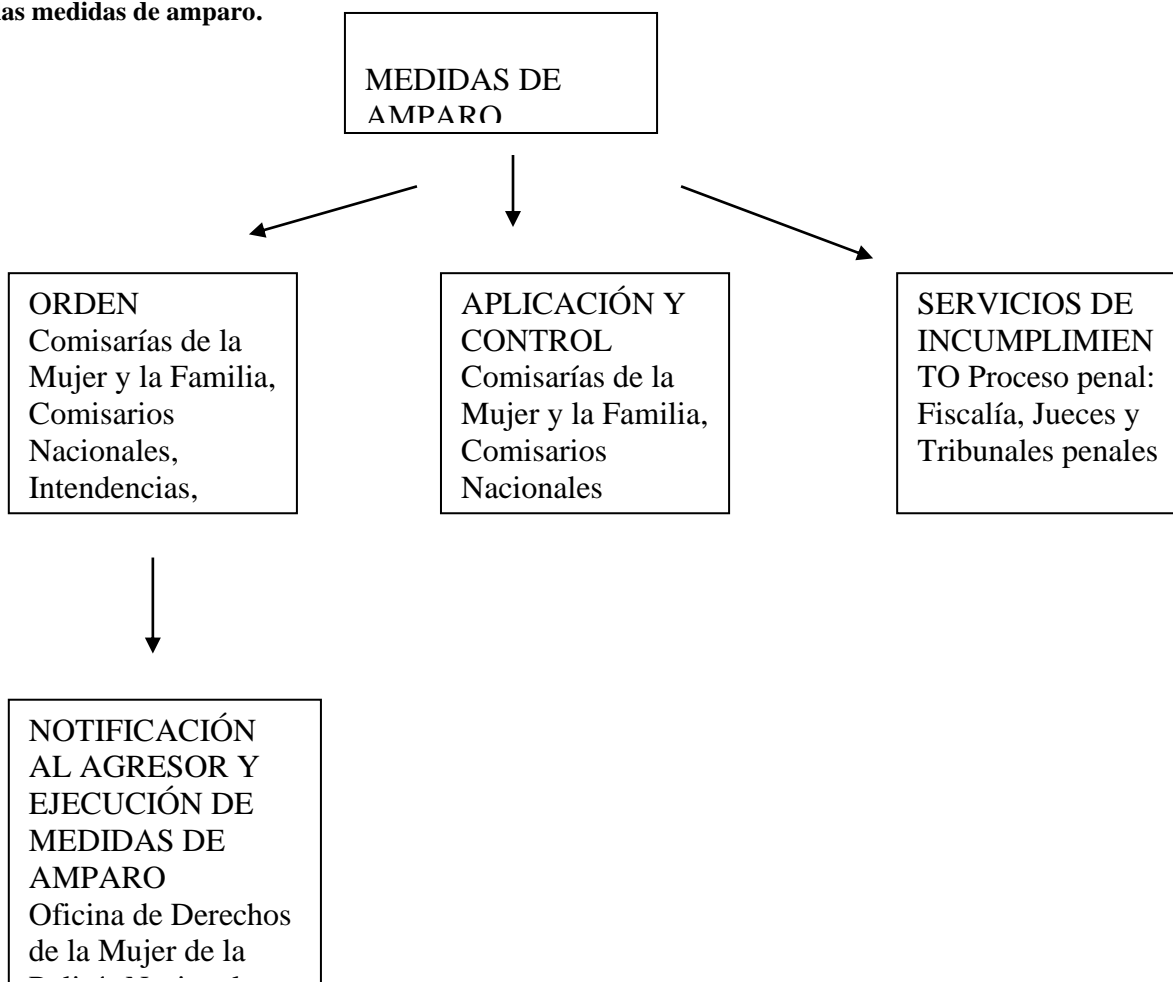 las medidas de amparo.
MEDIDAS DE
AMPARO
ORDEN
Comisarías de la
Mujer y la Familia,
Comisarios
Nacionales,
Intendencias,
APLICACIÓN Y
CONTROL
Comisarías de la
Mujer y la Familia,
Comisarios
Nacionales
SERVICIOS DE
INCUMPLIMIEN
TO Proceso penal:
Fiscalía, Jueces y
Tribunales penales
NOTIFICACIÓN
AL AGRESOR Y
EJECUCIÓN DE
MEDIDAS DE
AMPARO
Oficina de Derechos
de la Mujer de la